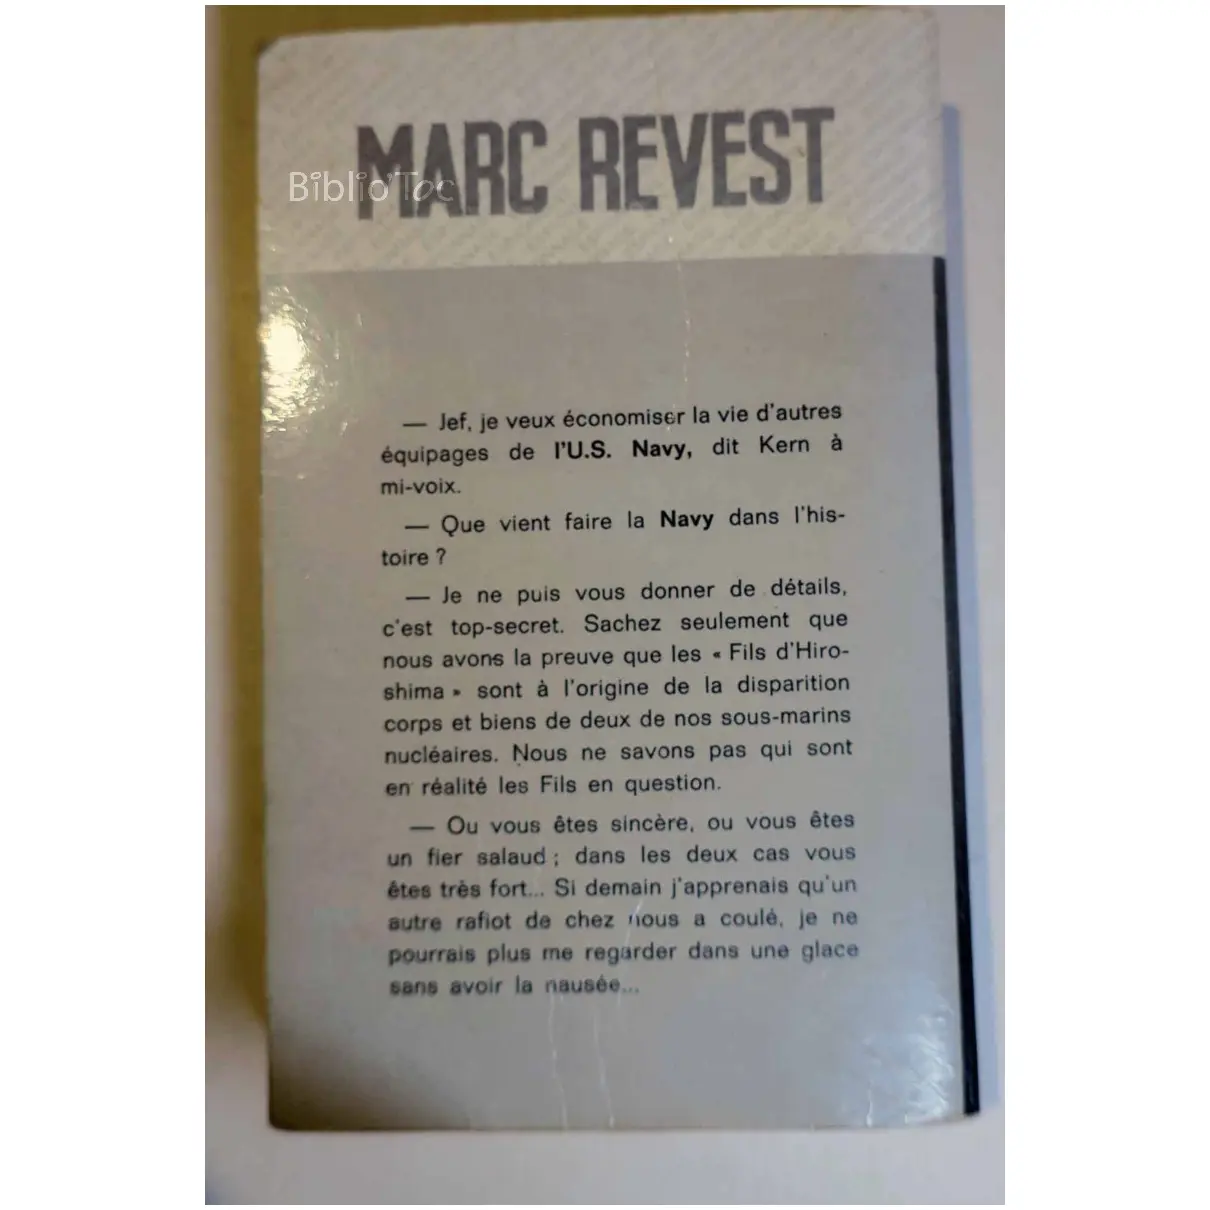 MARC REVEST
Biblio'Toc
— Jef, je veux économiser la vie d'autres
équipages de l'U.S. Navy, dit Kern à
mi-voix.
— Que vient faire la Navy dans l'his-
toire ?
— Je ne puis vous donner de détails,
c'est top-secret. Sachez seulement que
nous avons la preuve que les « Fils d'Hiro-
shima » sont à l'origine de la disparition
corps et biens de deux de nos sous-marins
nucléaires. Nous ne savons pas qui sont
en réalité les Fils en question.
— Ou vous êtes sincère, ou vous êtes
un fier salaud ; dans les deux cas vous
êtes très fort... Si demain j'apprenais qu'un
autre rafiot de chez nous a coulé, je ne
pourrais plus me regarder dans une glace
sans avoir la nausée...